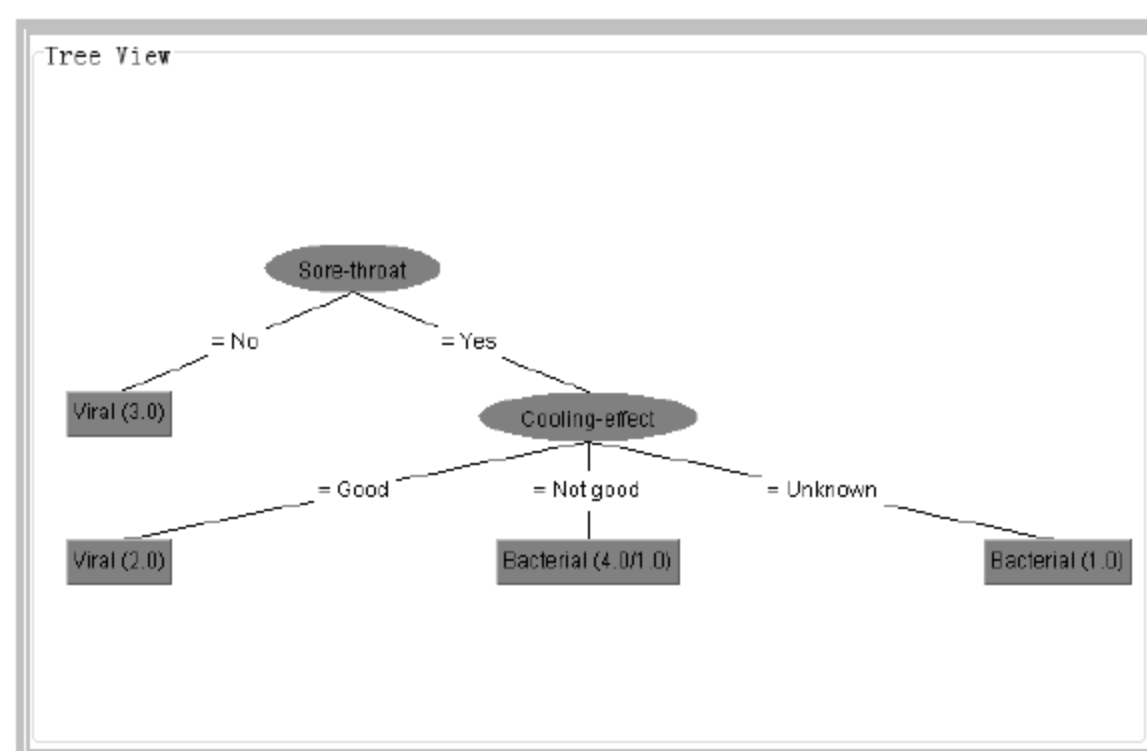 Tree View
Sore-throat
= No
= Yes
Viral (3.0)
Cooling-effect
= Good
= Not good
= Unknown
Viral (2.0)
Bacterial (4.0/1.0)
Bacterial (1.0)